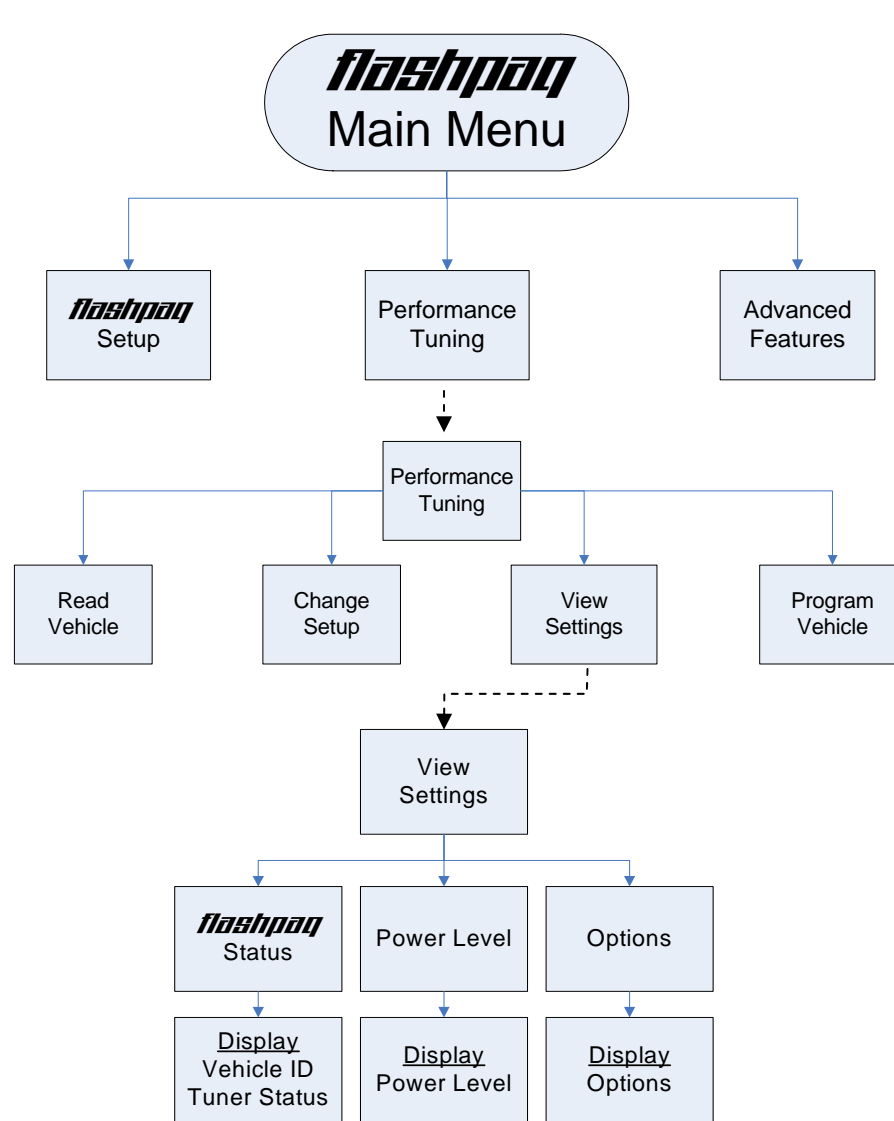 flashpaq
Main Menu
flashpaq
Setup
Performance
Tuning
Advanced
Features
Performance
Tuning
Read
Vehicle
Change
Setup
View
Settings
Program
Vehicle
View
Settings
flashpaq
Status
Power Level
Options
Display
Vehicle ID
Tuner Status
Display
Power Level
Display
Options